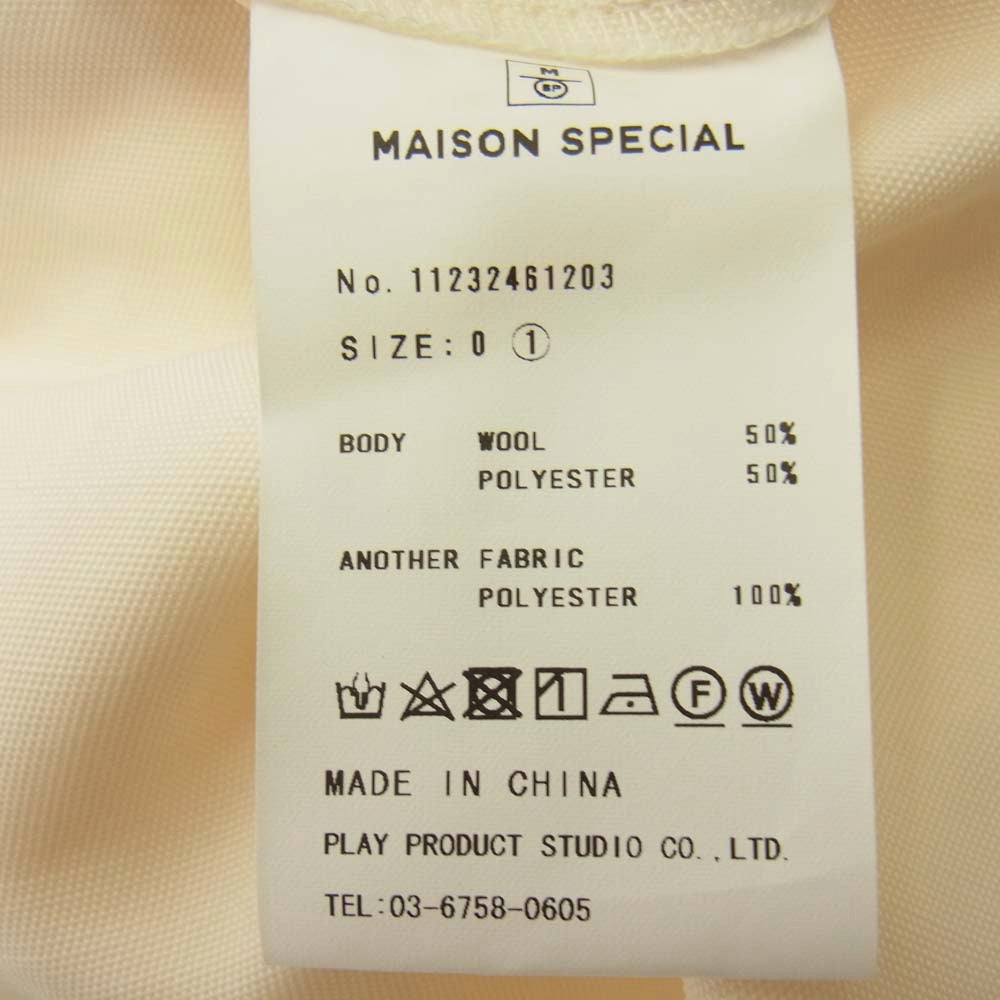 M
SP
MAISON SPECIAL
No. 11232461203
SIZE: 0 ①
BODY WOOL 50%
POLYESTER 50%
ANOTHER FABRIC
POLYESTER 100%
F W
MADE IN CHINA
PLAY PRODUCT STUDIO CO.,LTD.
TEL:03-6758-0605